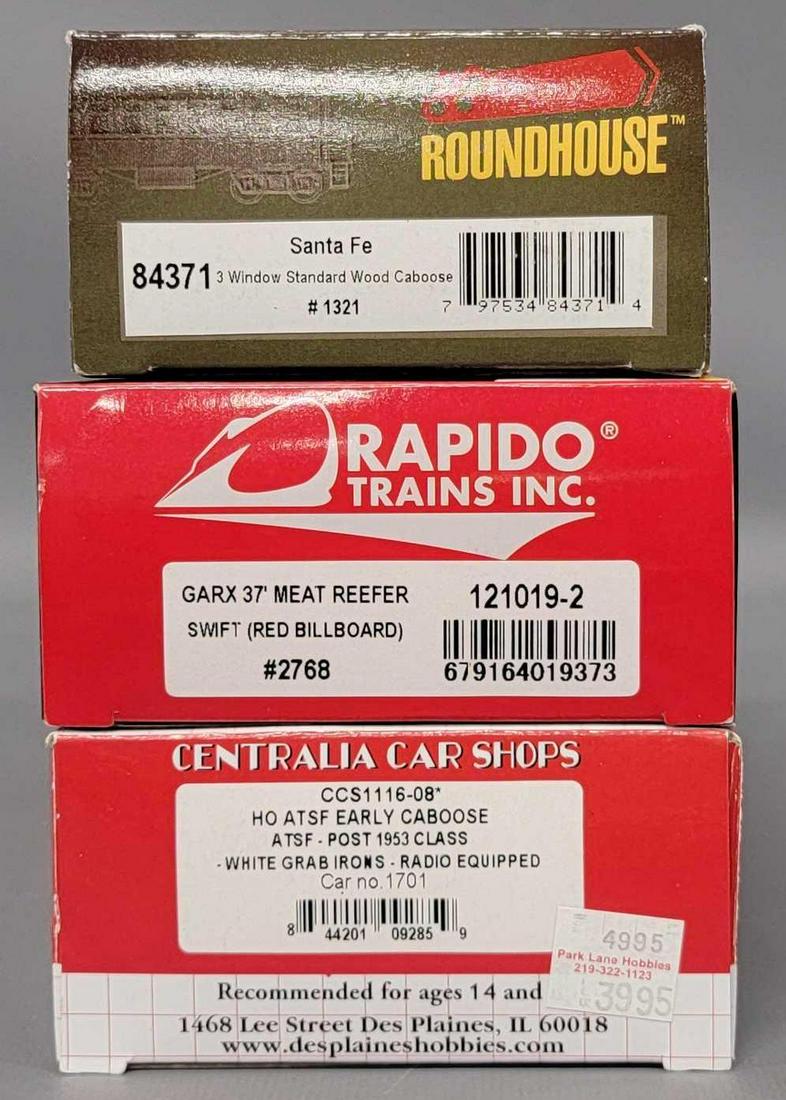 ROUNDHOUSE™
Santa Fe
84371 3 Window Standard Wood Caboose
# 1321
7 97534 84371 4
RAPIDO®
TRAINS INC.
GARX 37' MEAT REEFER
121019-2
SWIFT (RED BILLBOARD)
#2768
679164019373
CENTRALIA CAR SHOPS
CCS1116-08*
HO ATSF EARLY CABOOSE
ATSF - POST 1953 CLASS
- WHITE GRAB IRONS - RADIO EQUIPPED
Car no.1701
8 44201 09285 9
4995
Park Lane Hobbies
219-322-1123
3995
Recommended for ages 14 and
1468 Lee Street Des Plaines, IL 60018
www.desplaineshobbies.com